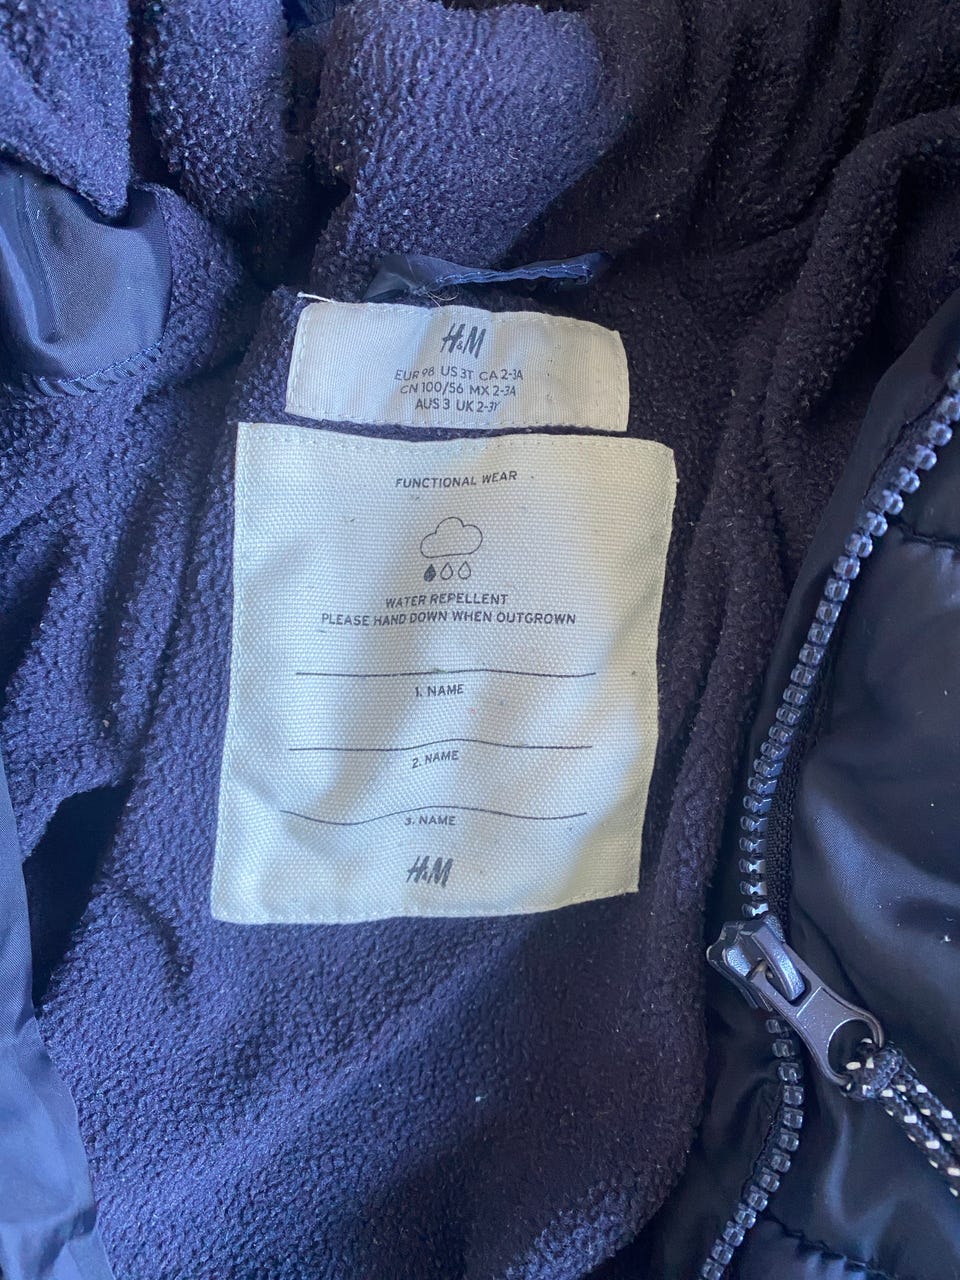 H&M
EUR 98 US 3T CA 2-3A
CN 100/56 MX 2-3A
AUS 3 UK 2-3Y
FUNCTIONAL WEAR
WATER REPELLENT
PLEASE HAND DOWN WHEN OUTGROWN
1. NAME
2. NAME
3. NAME
H&M